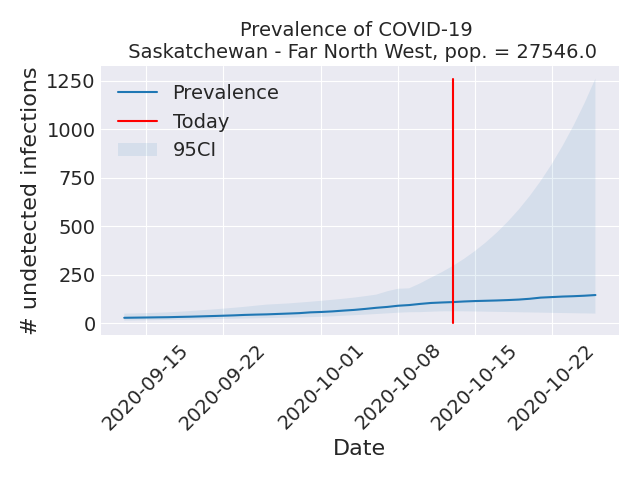 Prevalence of COVID-19
Saskatchewan - Far North West, pop. = 27546.0
# undetected infections
1250
1000
750
500
250
0
Prevalence
Today
95CI
2020-09-15
2020-09-22
2020-10-01
2020-10-08
2020-10-15
2020-10-22
Date